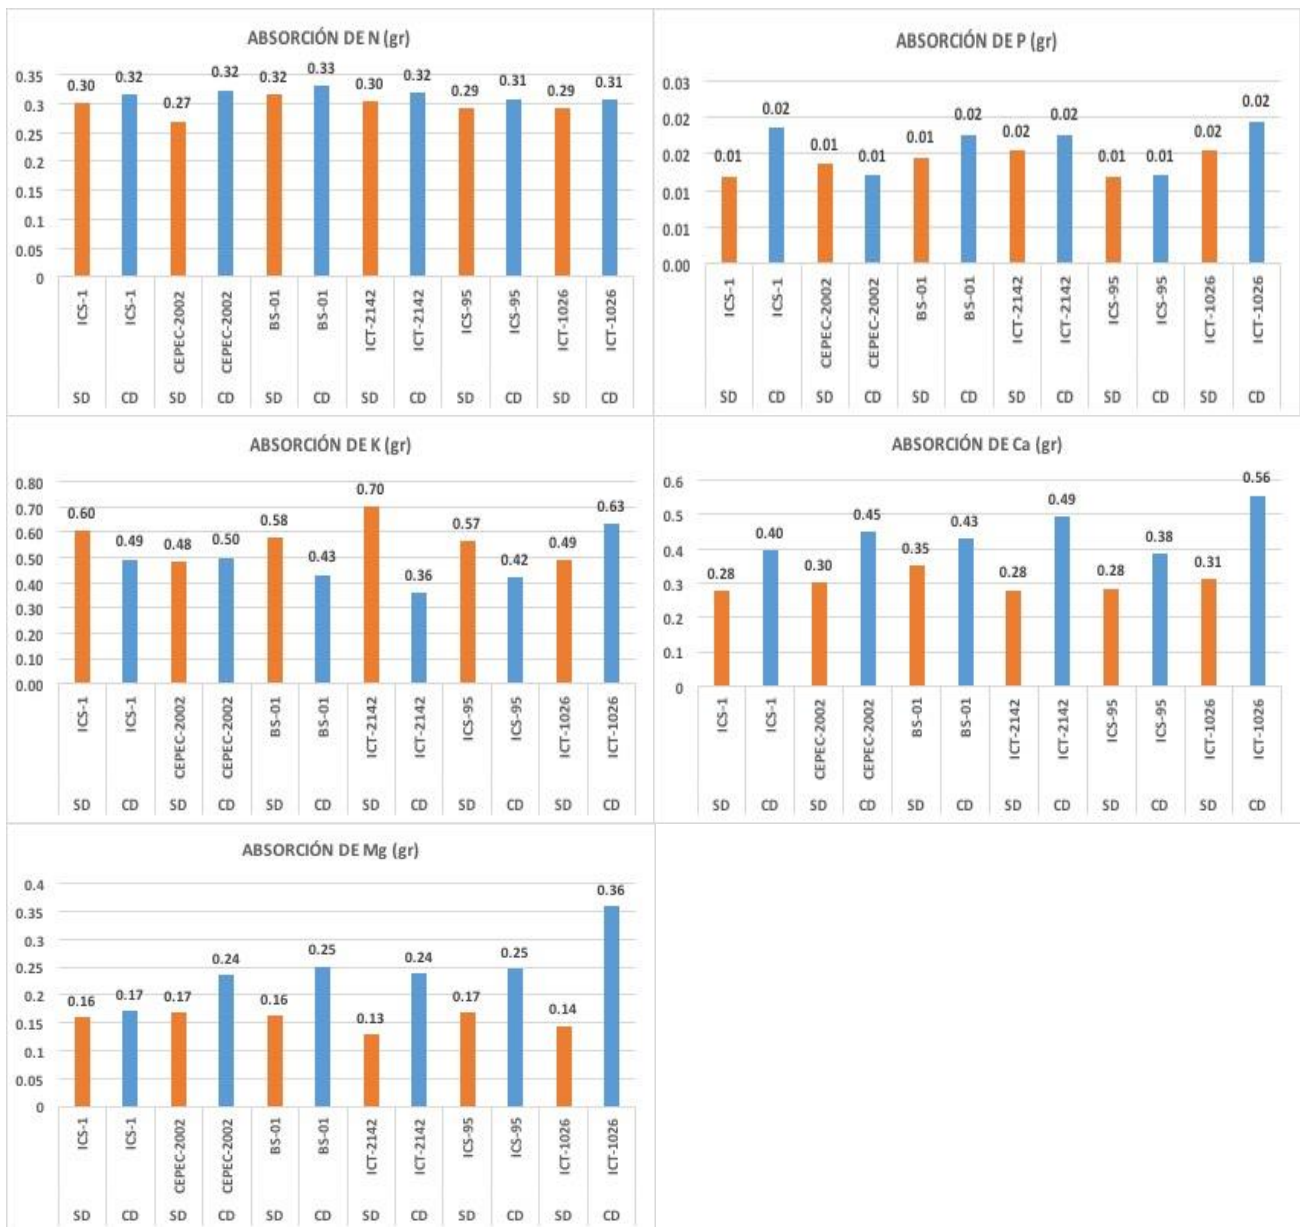 ABSORCIÓN DE N (gr)
0.35
0.3
0.25
0.2
0.15
0.1
0.05
0
0.30 0.32 0.27 0.32 0.32 0.33 0.30 0.32 0.29 0.31 0.29 0.31
ICS-1 ICS-1 CEPEC-2002 CEPEC-2002 BS-01 BS-01 ICT-2142 ICT-2142 ICS-95 ICS-95 ICT-1026 ICT-1026
SD CD SD CD SD CD SD CD SD CD SD CD
ABSORCIÓN DE P (gr)
0.03
0.02
0.02
0.01
0.01
0.00
0.01 0.02 0.01 0.01 0.01 0.02 0.02 0.02 0.01 0.01 0.02 0.02
ICS-1 ICS-1 CEPEC-2002 CEPEC-2002 BS-01 BS-01 ICT-2142 ICT-2142 ICS-95 ICS-95 ICT-1026 ICT-1026
SD CD SD CD SD CD SD CD SD CD SD CD
ABSORCIÓN DE K (gr)
0.80
0.70
0.60
0.50
0.40
0.30
0.20
0.10
0.00
0.60 0.49 0.48 0.50 0.58 0.43 0.70 0.36 0.57 0.42 0.49 0.63
ICS-1 ICS-1 CEPEC-2002 CEPEC-2002 BS-01 BS-01 ICT-2142 ICT-2142 ICS-95 ICS-95 ICT-1026 ICT-1026
SD CD SD CD SD CD SD CD SD CD SD CD
ABSORCIÓN DE Ca (gr)
0.6
0.5
0.4
0.3
0.2
0.1
0
0.28 0.40 0.30 0.45 0.35 0.43 0.28 0.49 0.28 0.38 0.31 0.56
ICS-1 ICS-1 CEPEC-2002 CEPEC-2002 BS-01 BS-01 ICT-2142 ICT-2142 ICS-95 ICS-95 ICT-1026 ICT-1026
SD CD SD CD SD CD SD CD SD CD SD CD
ABSORCIÓN DE Mg (gr)
0.4
0.35
0.3
0.25
0.2
0.15
0.1
0.05
0
0.16 0.17 0.17 0.24 0.16 0.25 0.13 0.24 0.17 0.25 0.14 0.36
ICS-1 ICS-1 CEPEC-2002 CEPEC-2002 BS-01 BS-01 ICT-2142 ICT-2142 ICS-95 ICS-95 ICT-1026 ICT-1026
SD CD SD CD SD CD SD CD SD CD SD CD